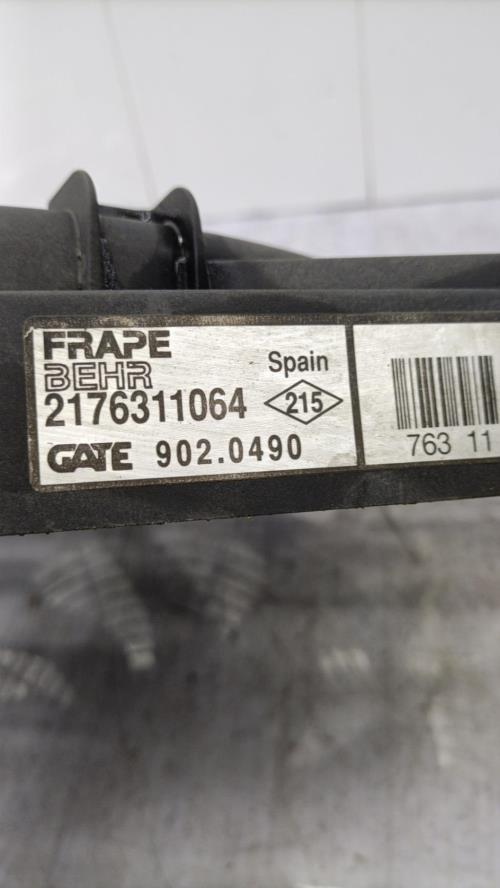 FRAPE
BEHR
2176311064
Spain
215
GATE 902.0490
763 11